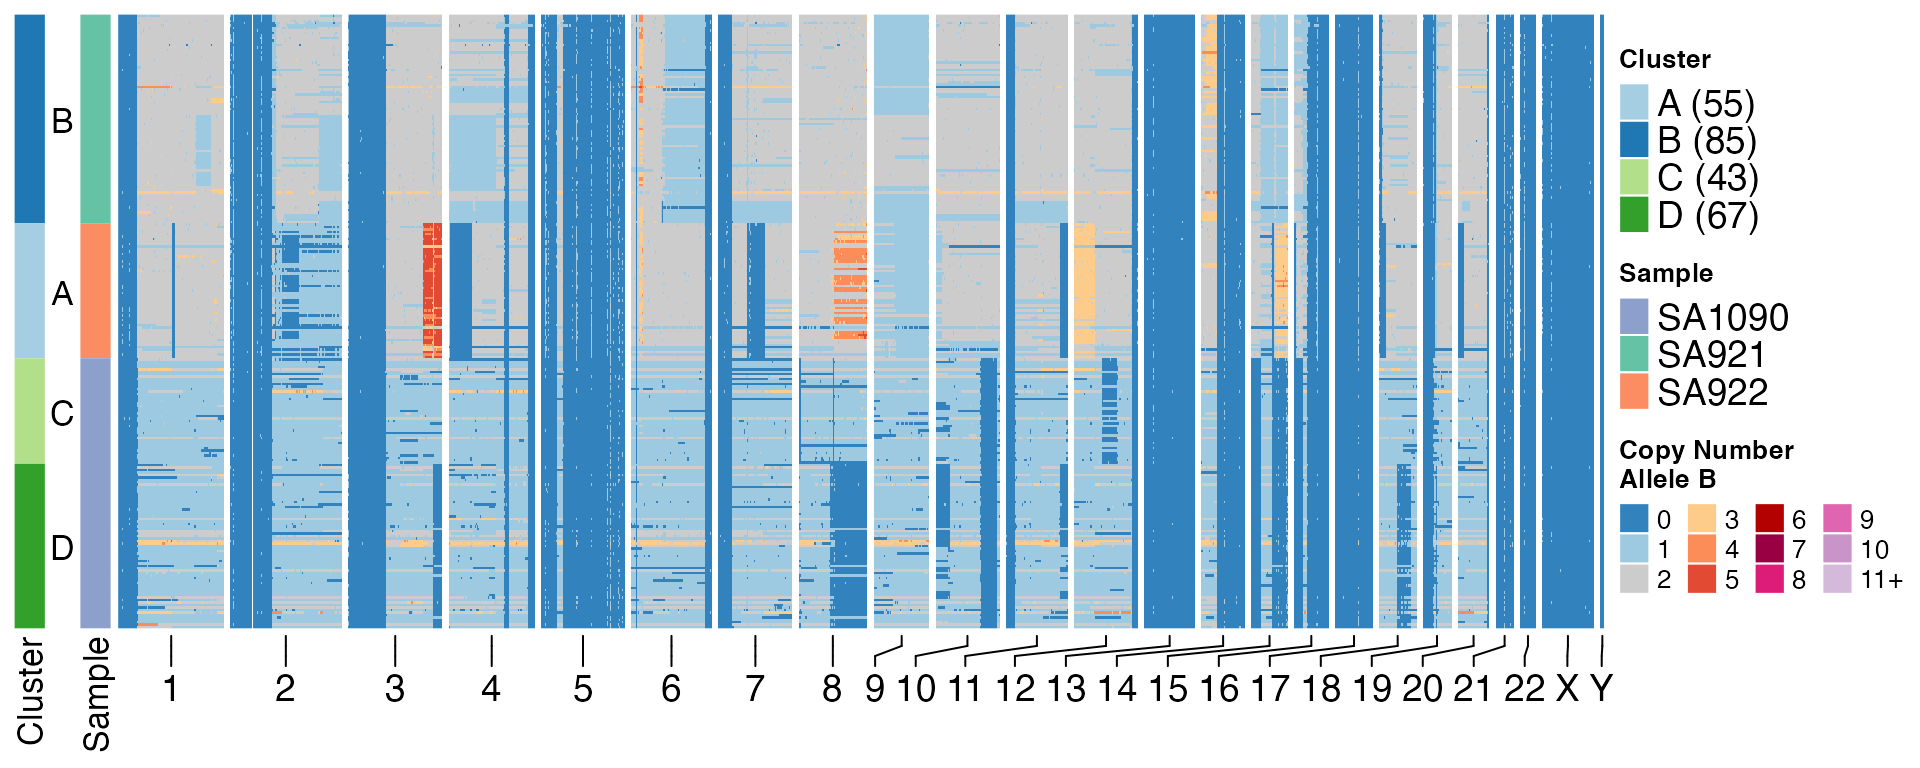 B
A
C
D
Cluster
Sample
1 2 3 4 5 6 7 8 9 10 11 12 13 14 15 16 17 18 19 20 21 22 X Y
Cluster
A (55)
B (85)
C (43)
D (67)
Sample
SA1090
SA921
SA922
Copy Number
Allele B
0 3 6 9
1 4 7 10
2 5 8 11+